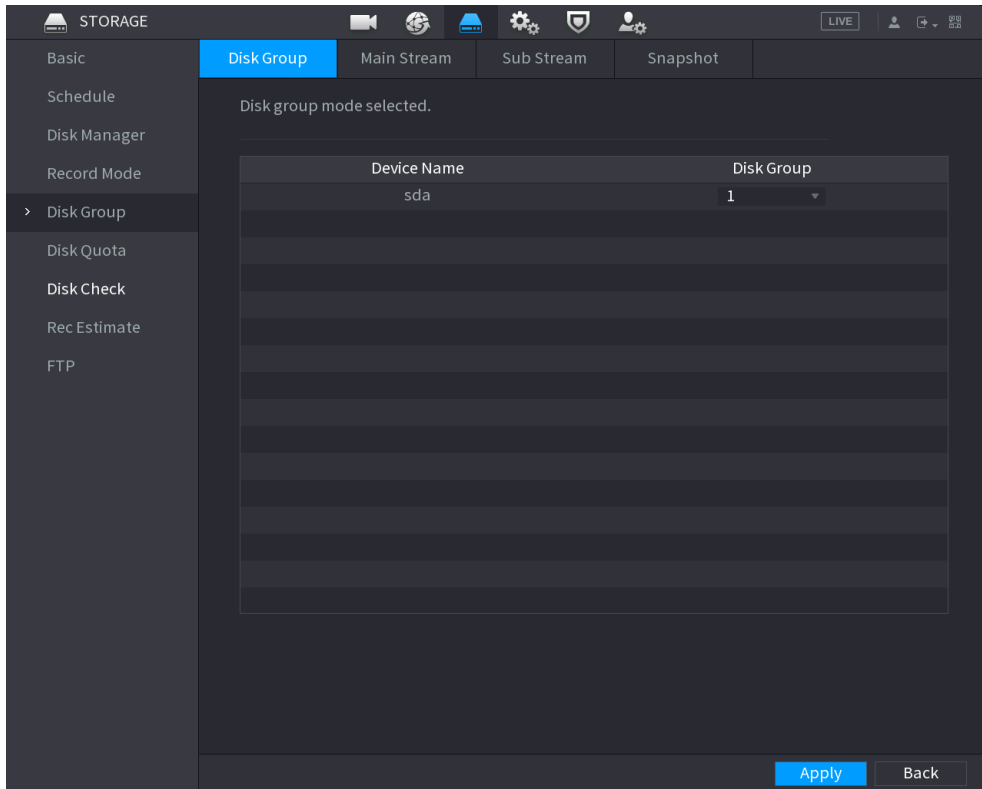 STORAGE
LIVE
Basic
Schedule
Disk Manager
Record Mode
Disk Group
Disk Quota
Disk Check
Rec Estimate
FTP
Disk Group Main Stream Sub Stream Snapshot
Disk group mode selected.
Device Name Disk Group
sda 1
Apply Back